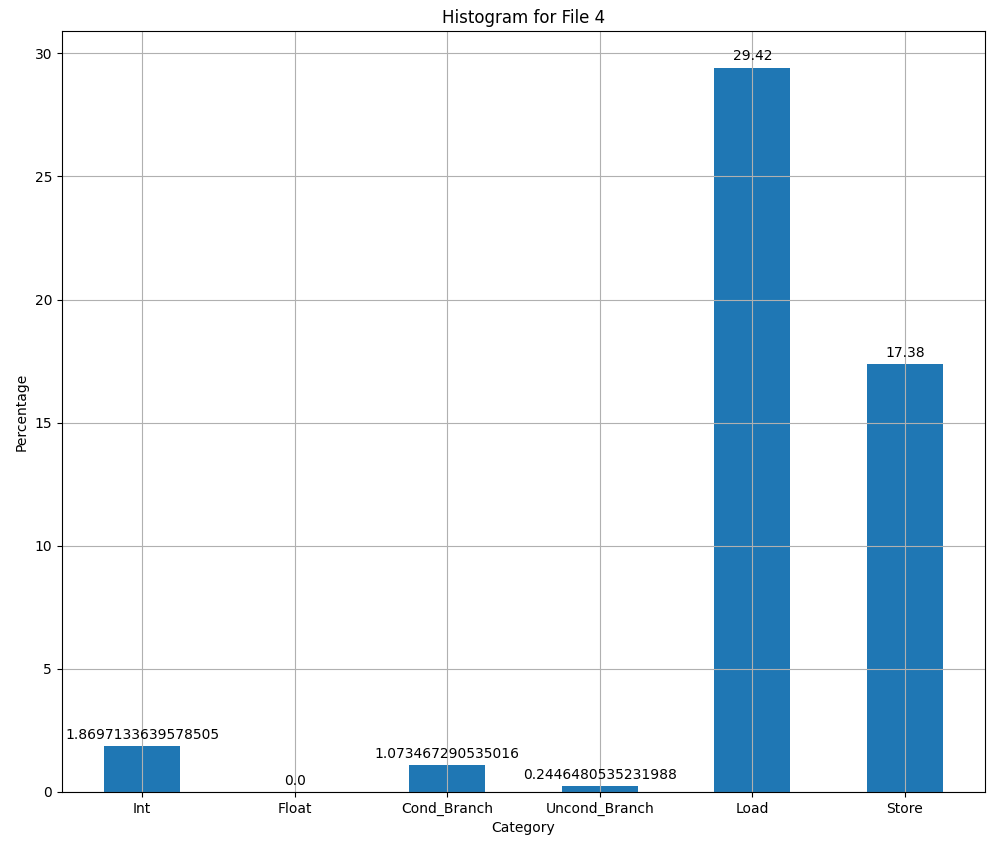 Histogram for File 4
Percentage
30
25
20
15
10
5
0
1.8697133639578505
0.0
1.073467290535016
0.2446480535231988
29.42
17.38
Int
Float
Cond_Branch
Uncond_Branch
Load
Store
Category